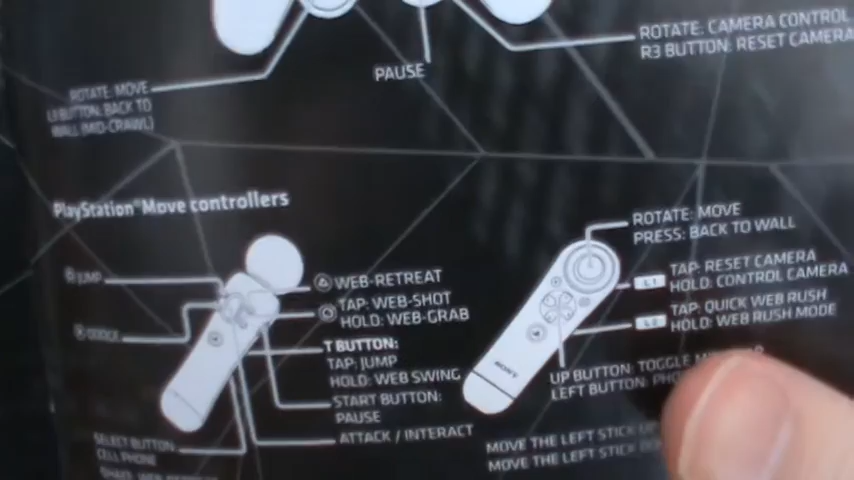 ROTATE: CAMERA CONTROL
R3 BUTTON: RESET CAMERA
PAUSE
ROTATE: MOVE
L3 BUTTON: BACK TO
WALL (MID-CRAWL)
PlayStation®Move controllers
JUMP
DODGE
WEB-RETREAT
TAP: WEB-SHOT
HOLD: WEB-GRAB
T BUTTON:
TAP: JUMP
HOLD: WEB SWING
START BUTTON:
PAUSE
ATTACK / INTERACT
SELECT BUTTON
CELL PHONE
ROTATE: MOVE
PRESS: BACK TO WALL
L1
TAP: RESET CAMERA
HOLD: CONTROL CAMERA
L2
TAP: QUICK WEB RUSH
HOLD: WEB RUSH MODE
SONY
UP BUTTON: TOGGLE
LEFT BUTTON:
MOVE THE LEFT STICK
MOVE THE LEFT STICK